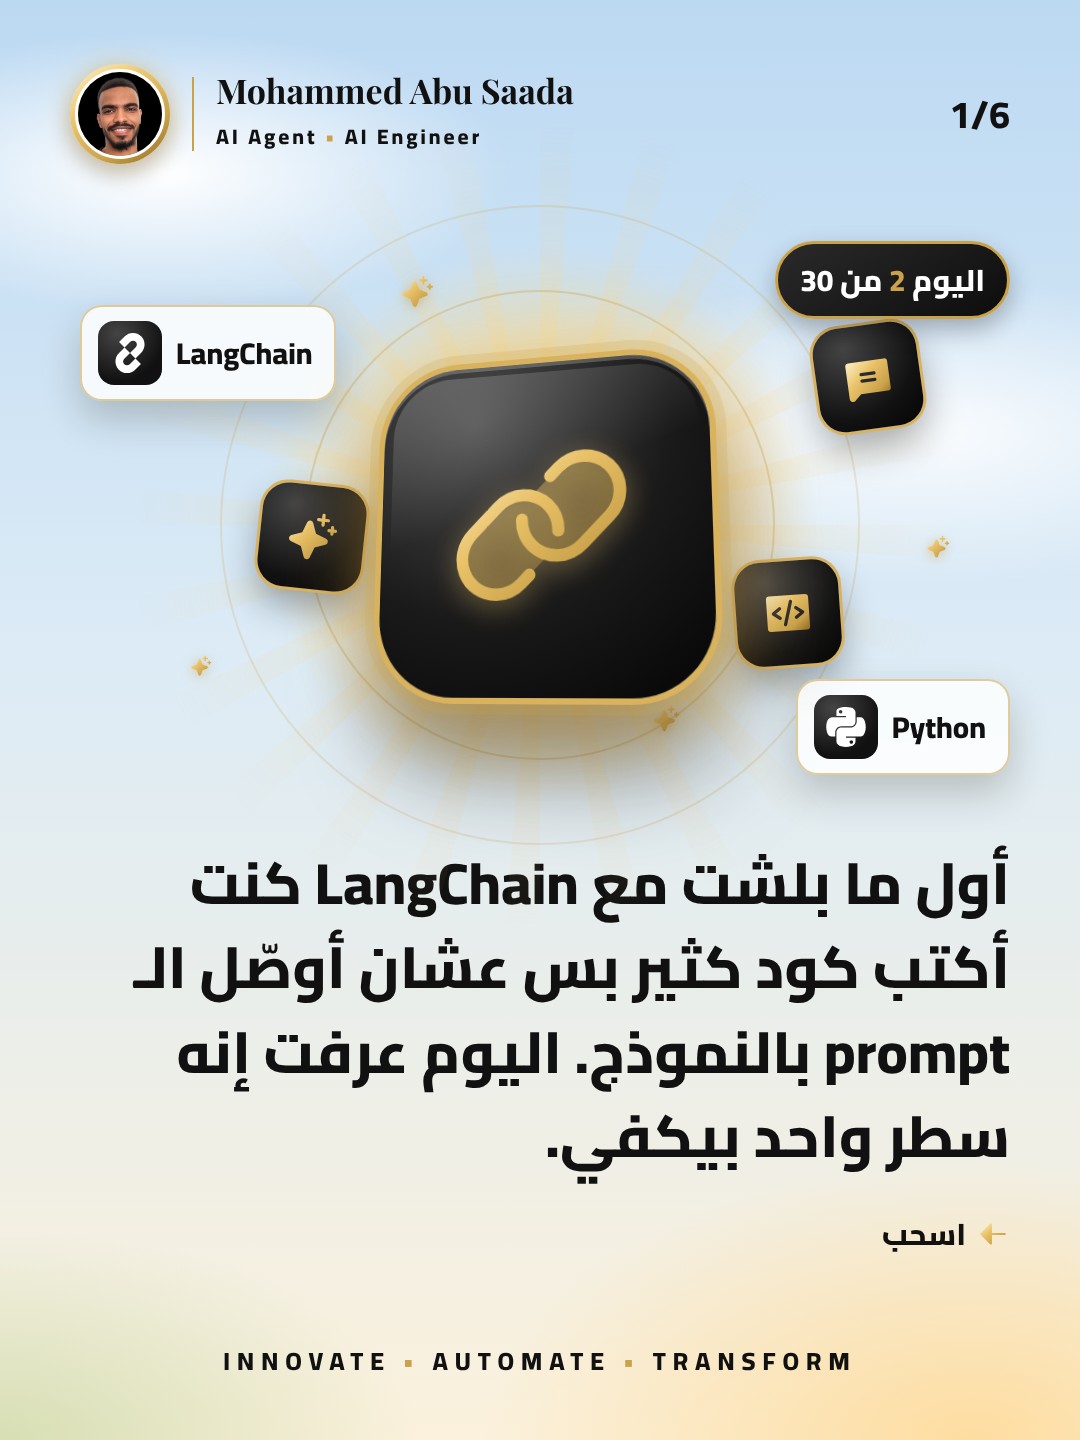 Mohammed Abu Saada
AI Agent ▪ AI Engineer
1/6
اليوم 2 من 30
LangChain
Python
أول ما بلشت مع LangChain كنت
أكتب كود كثير بس عشان أوصّل الـ
prompt بالنموذج. اليوم عرفت إنه
سطر واحد بيكفي.
اسحب
INNOVATE ▪ AUTOMATE ▪ TRANSFORM